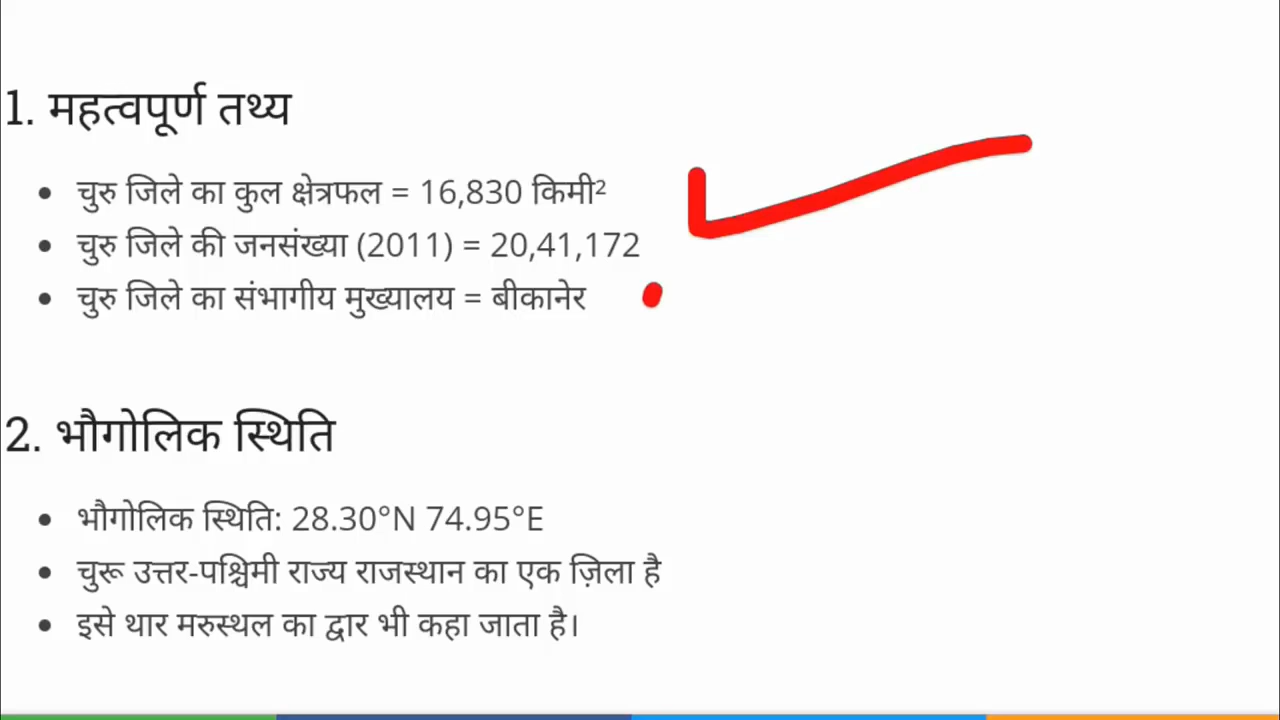 1. महत्वपूर्ण तथ्य
• चुरु जिले का कुल क्षेत्रफल = 16,830 किमी²
• चुरु जिले की जनसंख्या (2011) = 20,41,172
• चुरु जिले का संभागीय मुख्यालय = बीकानेर
2. भौगोलिक स्थिति
• भौगोलिक स्थिति: 28.30°N 74.95°E
• चुरू उत्तर-पश्चिमी राज्य राजस्थान का एक ज़िला है
• इसे थार मरुस्थल का द्वार भी कहा जाता है।